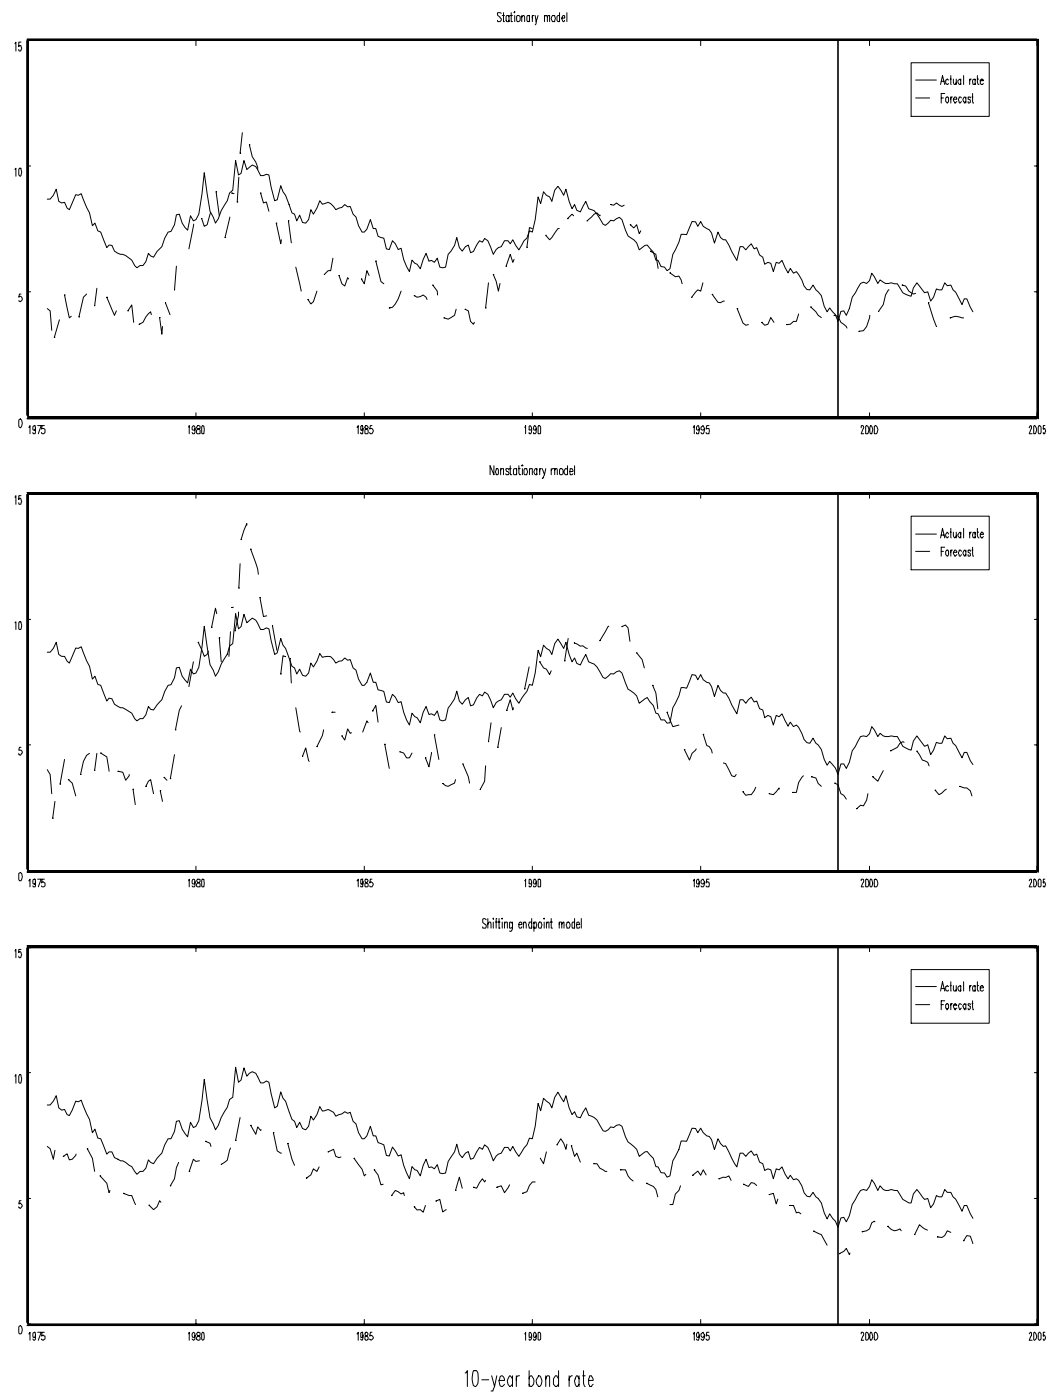 Stationary model
15
Actual rate
Forecast
10
5
0
1975 1980 1985 1990 1995 2000 2005
Nonstationary model
15
Actual rate
Forecast
10
5
0
1975 1980 1985 1990 1995 2000 2005
Shifting endpoint model
15
Actual rate
Forecast
10
5
0
1975 1980 1985 1990 1995 2000 2005
10-year bond rate